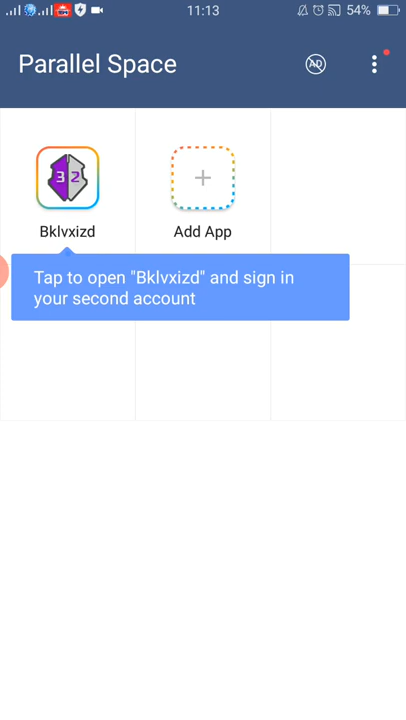 11:13
54%
Parallel Space
AD
32
Bklvxizd
Add App
Tap to open "Bklvxizd" and sign in
your second account